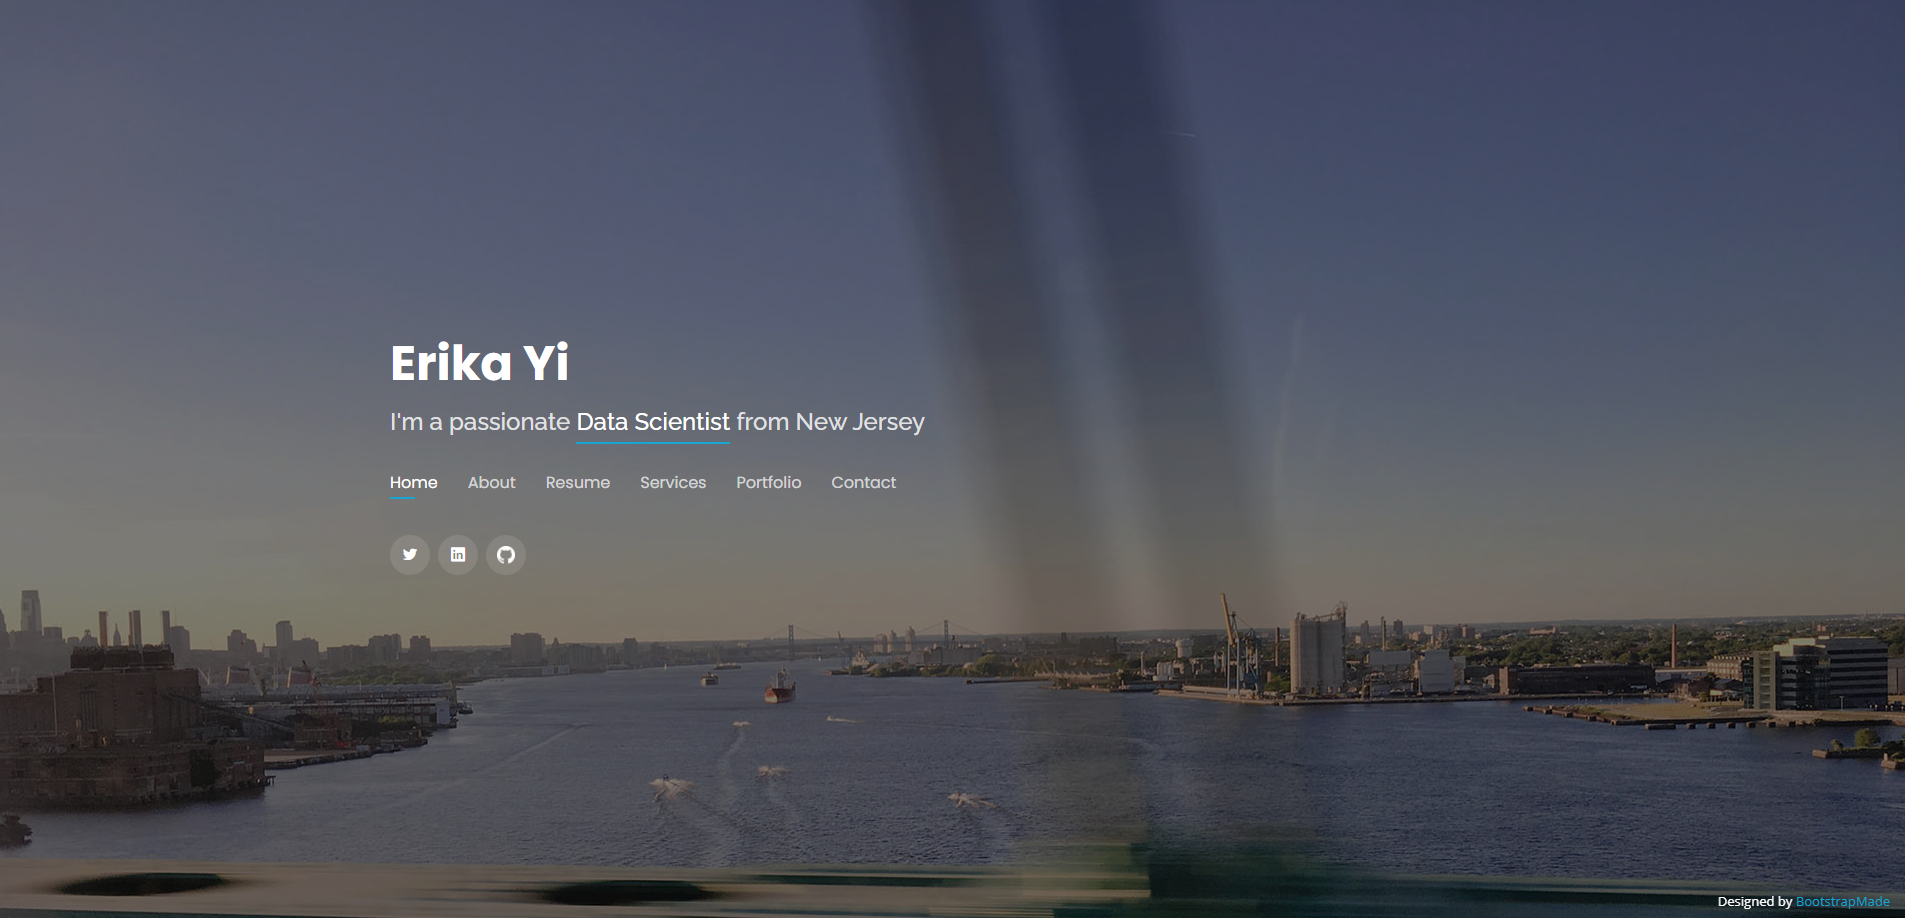 Erika Yi
I'm a passionate Data Scientist from New Jersey
Home About Resume Services Portfolio Contact
Designed by BootstrapMade